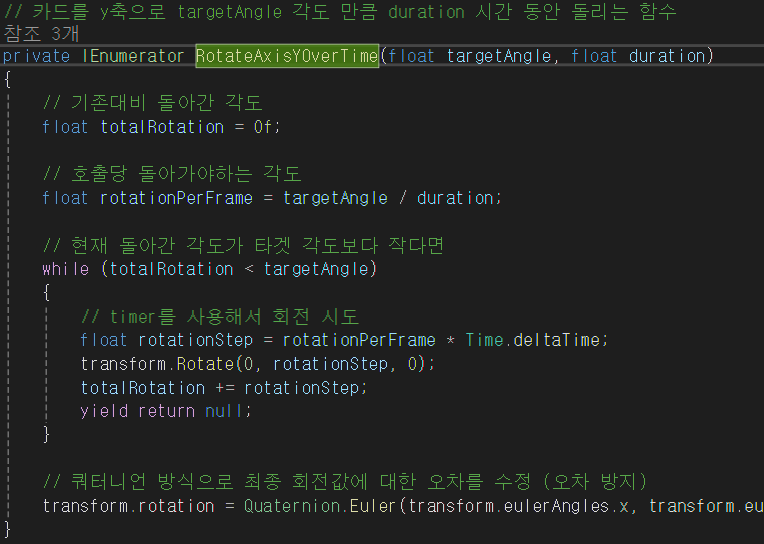 // 카드를 y축으로 targetAngle 각도 만큼 duration 시간 동안 돌리는 함수
참조 3개
private IEnumerator RotateAxisYOverTime(float targetAngle, float duration)
{
// 기존대비 돌아간 각도
float totalRotation = 0f;
// 호출당 돌아가야하는 각도
float rotationPerFrame = targetAngle / duration;
// 현재 돌아간 각도가 타겟 각도보다 작다면
while (totalRotation < targetAngle)
{
// timer를 사용해서 회전 시도
float rotationStep = rotationPerFrame * Time.deltaTime;
transform.Rotate(0, rotationStep, 0);
totalRotation += rotationStep;
yield return null;
}
// 쿼터니언 방식으로 최종 회전값에 대한 오차를 수정 (오차 방지)
transform.rotation = Quaternion.Euler(transform.eulerAngles.x, transform.eu
}